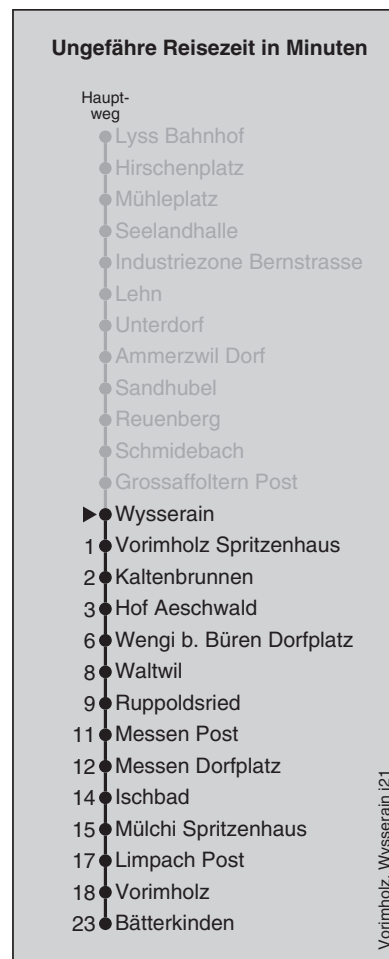 Ungefähre Reisezeit in Minuten
Haupt-
weg
Lyss Bahnhof
Hirschenplatz
Mühleplatz
Seelandhalle
Industriezone Bernstrasse
Lehn
Unterdorf
Ammerzwil Dorf
Sandhubel
Reuenberg
Schmidebach
Grossaffoltern Post
Wysserain
1 Vorimholz Spritzenhaus
2 Kaltenbrunnen
3 Hof Aeschwald
6 Wengi b. Büren Dorfplatz
8 Waltwil
9 Ruppoldsried
11 Messen Post
12 Messen Dorfplatz
14 Ischbad
15 Mülchi Spritzenhaus
17 Limpach Post
18 Vorimholz
23 Bätterkinden
Vorimholz, Wysserain j21